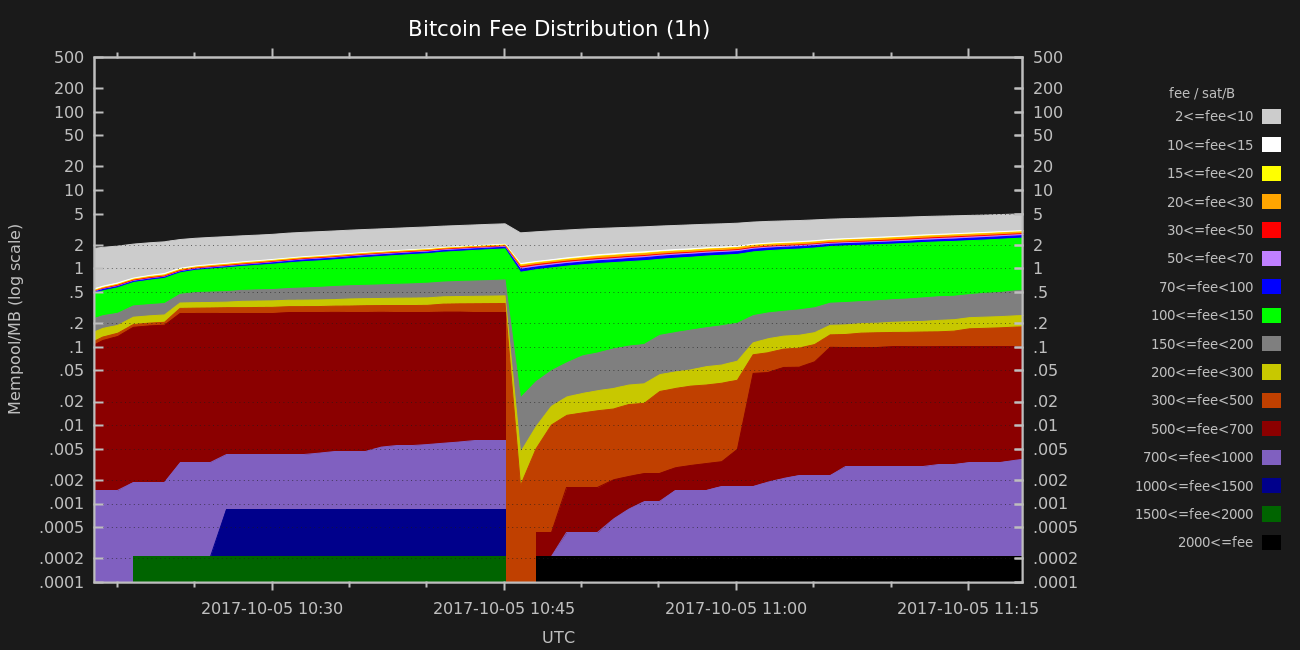 Bitcoin Fee Distribution (1h)
500 500
200 200
100 100
50 50
20 20
10 10
5 5
2 2
1 1
.5 .5
.2 .2
.1 .1
.05 .05
.02 .02
.01 .01
.005 .005
.002 .002
.001 .001
.0005 .0005
.0002 .0002
.0001 .0001
Mempool/MB (log scale)
2017-10-05 10:30 2017-10-05 10:45 2017-10-05 11:00 2017-10-05 11:15
UTC
fee / sat/B
2<=fee<10
10<=fee<15
15<=fee<20
20<=fee<30
30<=fee<50
50<=fee<70
70<=fee<100
100<=fee<150
150<=fee<200
200<=fee<300
300<=fee<500
500<=fee<700
700<=fee<1000
1000<=fee<1500
1500<=fee<2000
2000<=fee